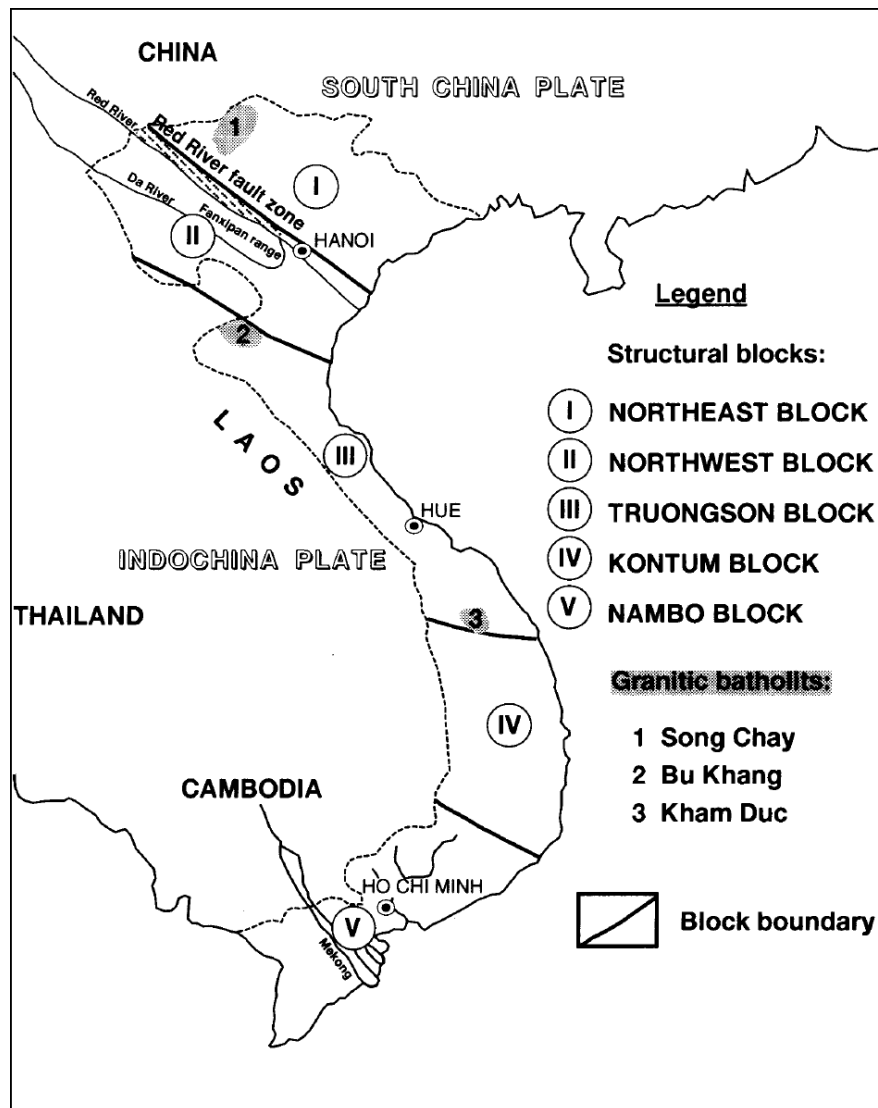 CHINA
SOUTH CHINA PLATE
Red River
1
Red River fault zone
I
Da River
Fanxipan range
II
HANOI
2
LAOS
III
HUE
INDOCHINA PLATE
THAILAND
3
IV
CAMBODIA
HO CHI MINH
V
Mekong
Legend
Structural blocks:
I NORTHEAST BLOCK
II NORTHWEST BLOCK
III TRUONGSON BLOCK
IV KONTUM BLOCK
V NAMBO BLOCK
Granitic batholits:
1 Song Chay
2 Bu Khang
3 Kham Duc
Block boundary